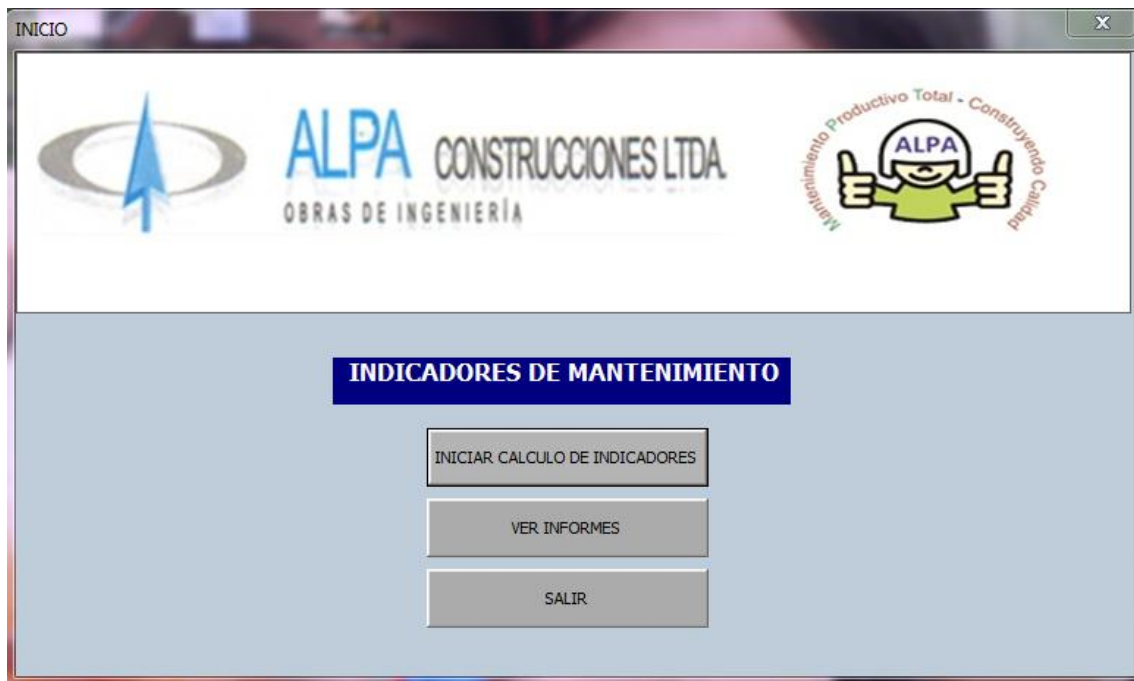 INICIO
X
ALPA CONSTRUCCIONES LTDA.
OBRAS DE INGENIERÍA
Mantenimiento Productivo Total - Construyendo Calidad
ALPA
INDICADORES DE MANTENIMIENTO
INICIAR CALCULO DE INDICADORES
VER INFORMES
SALIR